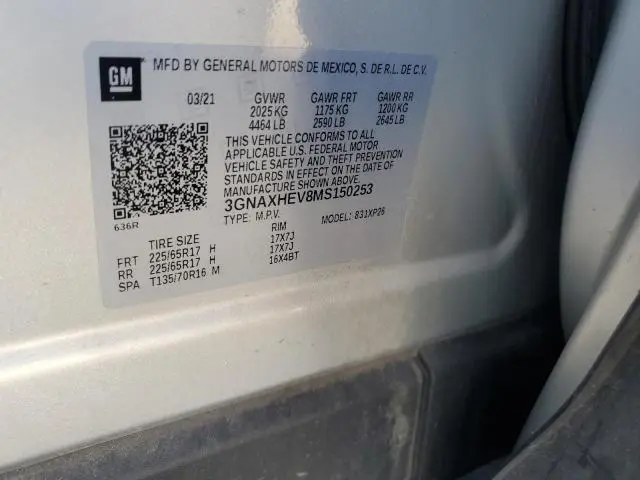 GM MFD BY GENERAL MOTORS DE MEXICO, S. DE R.L. DE C.V.
03/21 GVWR GAWR FRT GAWR RR
2025 KG 1175 KG 1200 KG
4464 LB 2590 LB 2645 LB
THIS VEHICLE CONFORMS TO ALL
APPLICABLE U.S. FEDERAL MOTOR
VEHICLE SAFETY AND THEFT PREVENTION
STANDARDS IN EFFECT ON THE DATE OF
MANUFACTURE SHOWN ABOVE.
3GNAXHEV8MS150253
TYPE: M.P.V. MODEL: 831XP26
636R
TIRE SIZE RIM
FRT 225/65R17 H 17X7J
RR 225/65R17 H 17X7J
SPA T135/70R16 M 16X4BT